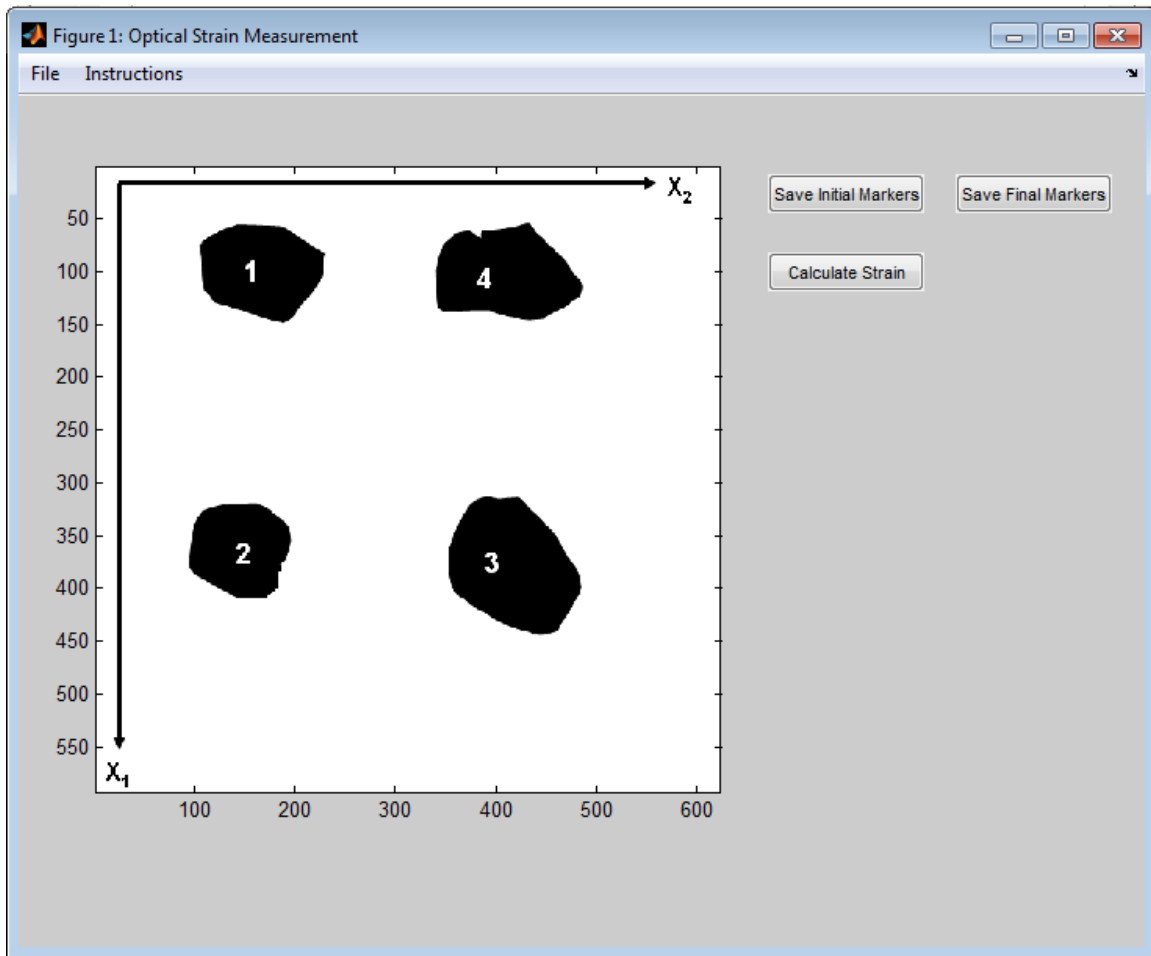 Figure 1: Optical Strain Measurement
File Instructions
X2
Save Initial Markers Save Final Markers
Calculate Strain
1
4
2
3
X1
50
100
150
200
250
300
350
400
450
500
550
100 200 300 400 500 600